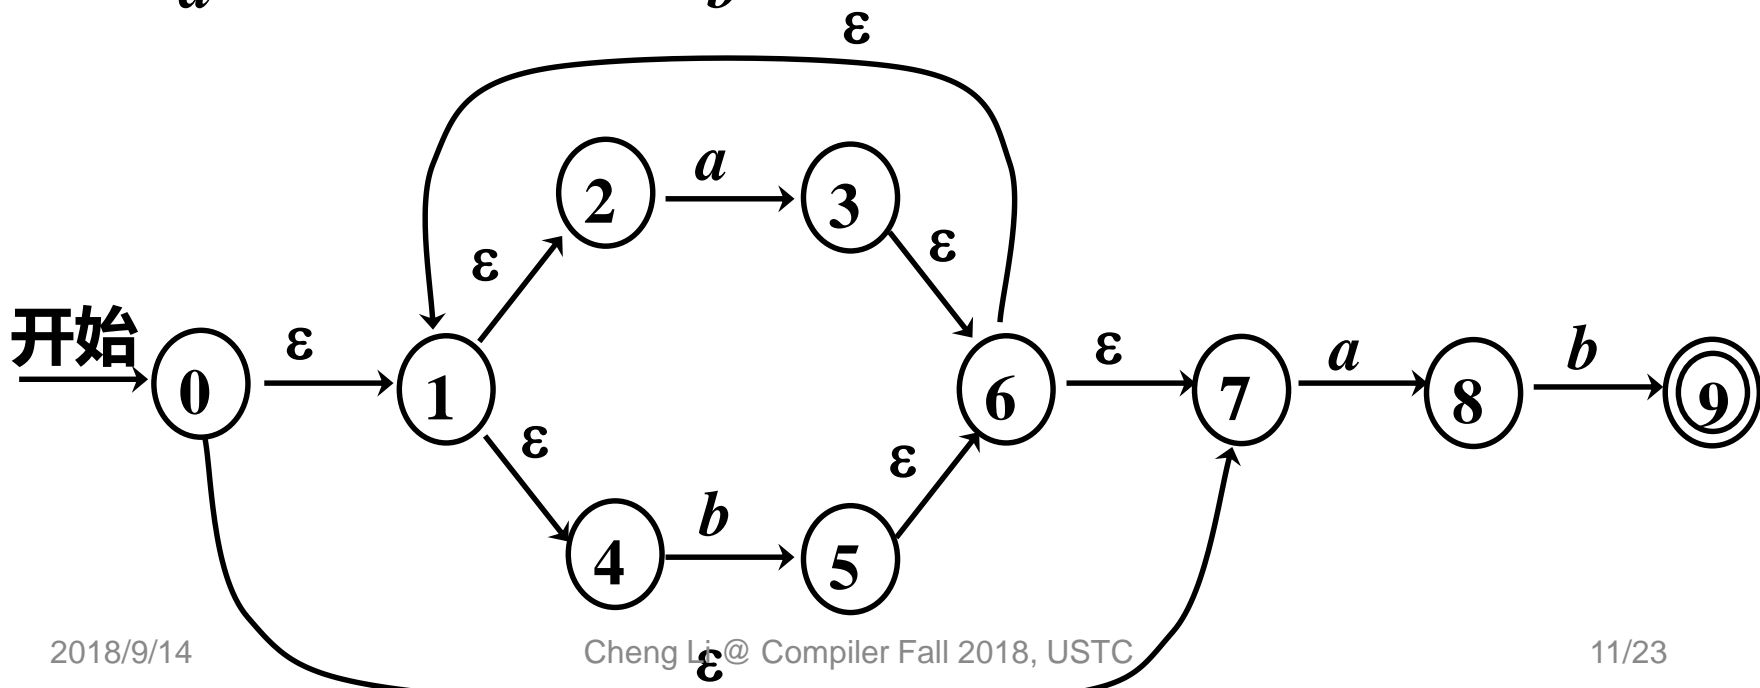 a b
ε
2 a 3
ε ε
开始 ε ε a b
0 1 6 7 8 9
ε ε
b
4 5
2018/9/14 Cheng Li @ Compiler Fall 2018, USTC 11/23
ε